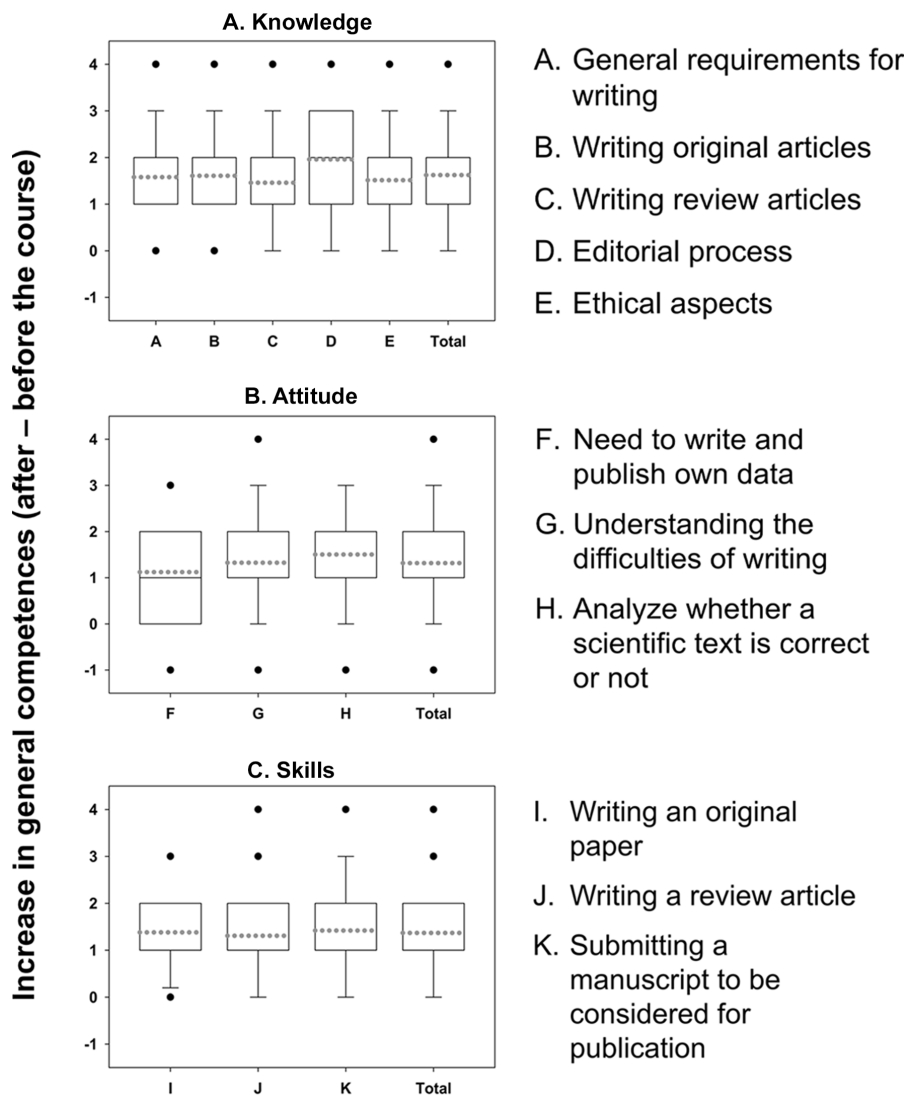 Increase in general competences (after – before the course)
A. Knowledge
4
3
2
1
0
-1
A B C D E Total
A. General requirements for
writing
B. Writing original articles
C. Writing review articles
D. Editorial process
E. Ethical aspects
B. Attitude
4
3
2
1
0
-1
F G H Total
F. Need to write and
publish own data
G. Understanding the
difficulties of writing
H. Analyze whether a
scientific text is correct
or not
C. Skills
4
3
2
1
0
-1
I J K Total
I. Writing an original
paper
J. Writing a review article
K. Submitting a
manuscript to be
considered for
publication